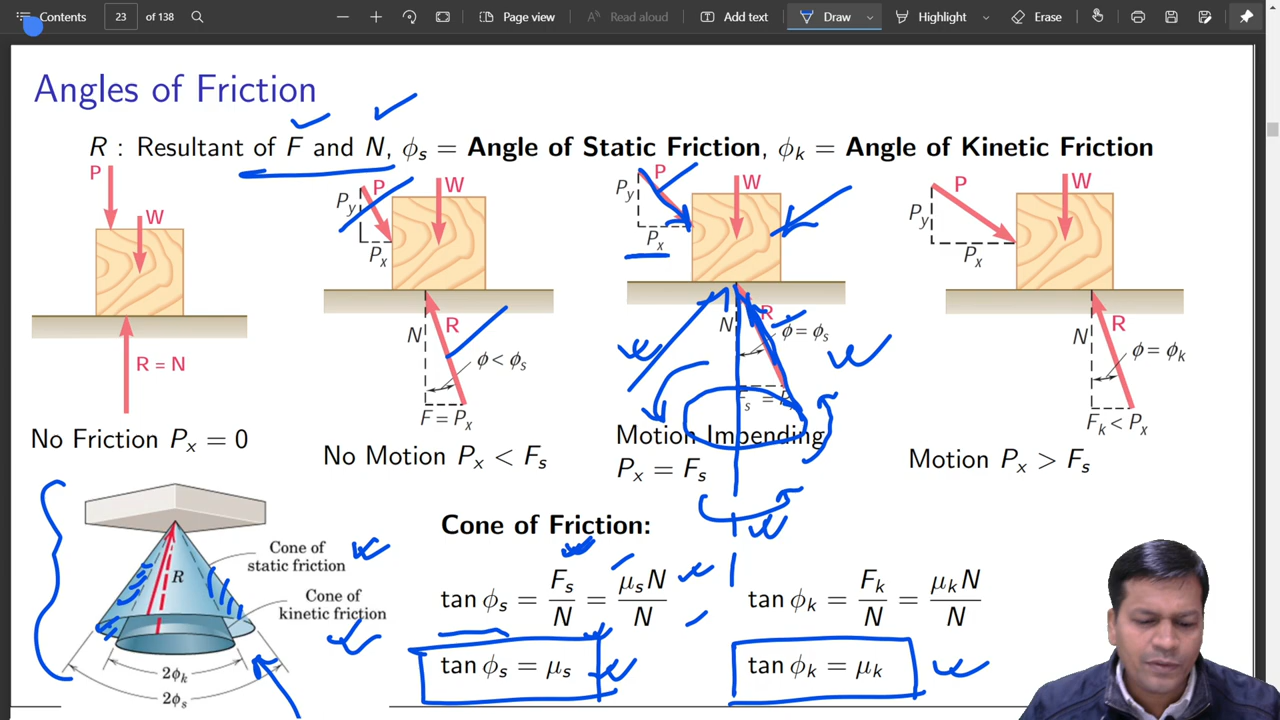 Contents 23 of 138 Page view Read aloud Add text Draw Highlight Erase
Angles of Friction
R : Resultant of F and N, ϕs = Angle of Static Friction, ϕk = Angle of Kinetic Friction
P
W
R = N
No Friction Px = 0
P
Py
Px
W
N
R
ϕ < ϕs
F = Px
No Motion Px < Fs
P
Py
Px
W
N
R
ϕ = ϕs
Motion Impending
Px = Fs
P
Py
Px
W
N
R
ϕ = ϕk
Fk < Px
Motion Px > Fs
Cone of
static friction
R
Cone of
kinetic friction
2ϕk
2ϕs
Cone of Friction:
tan ϕs = Fs/N = μsN/N
tan ϕs = μs
tan ϕk = Fk/N = μkN/N
tan ϕk = μk